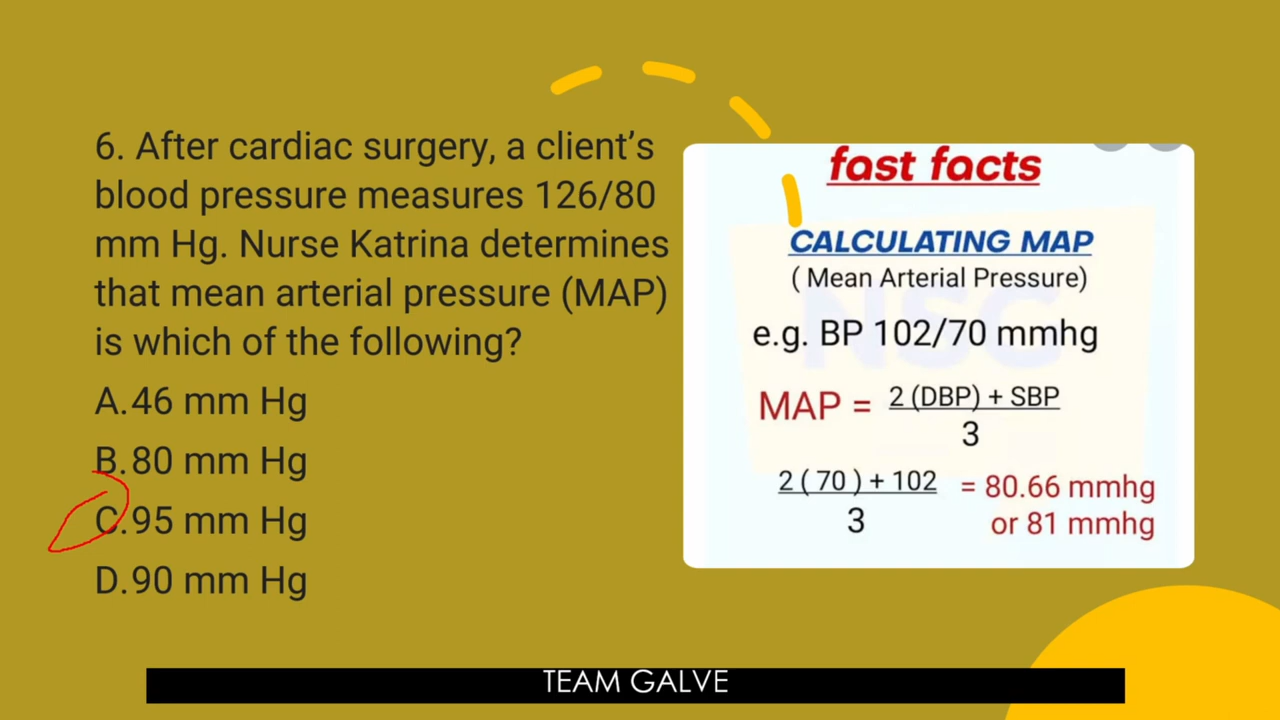 6. After cardiac surgery, a client's
blood pressure measures 126/80
mm Hg. Nurse Katrina determines
that mean arterial pressure (MAP)
is which of the following?
A.46 mm Hg
B.80 mm Hg
C.95 mm Hg
D.90 mm Hg
fast facts
CALCULATING MAP
( Mean Arterial Pressure)
e.g. BP 102/70 mmhg
MAP = 2 (DBP) + SBP
3
2 ( 70 ) + 102 = 80.66 mmhg
3 or 81 mmhg
NSC
TEAM GALVE